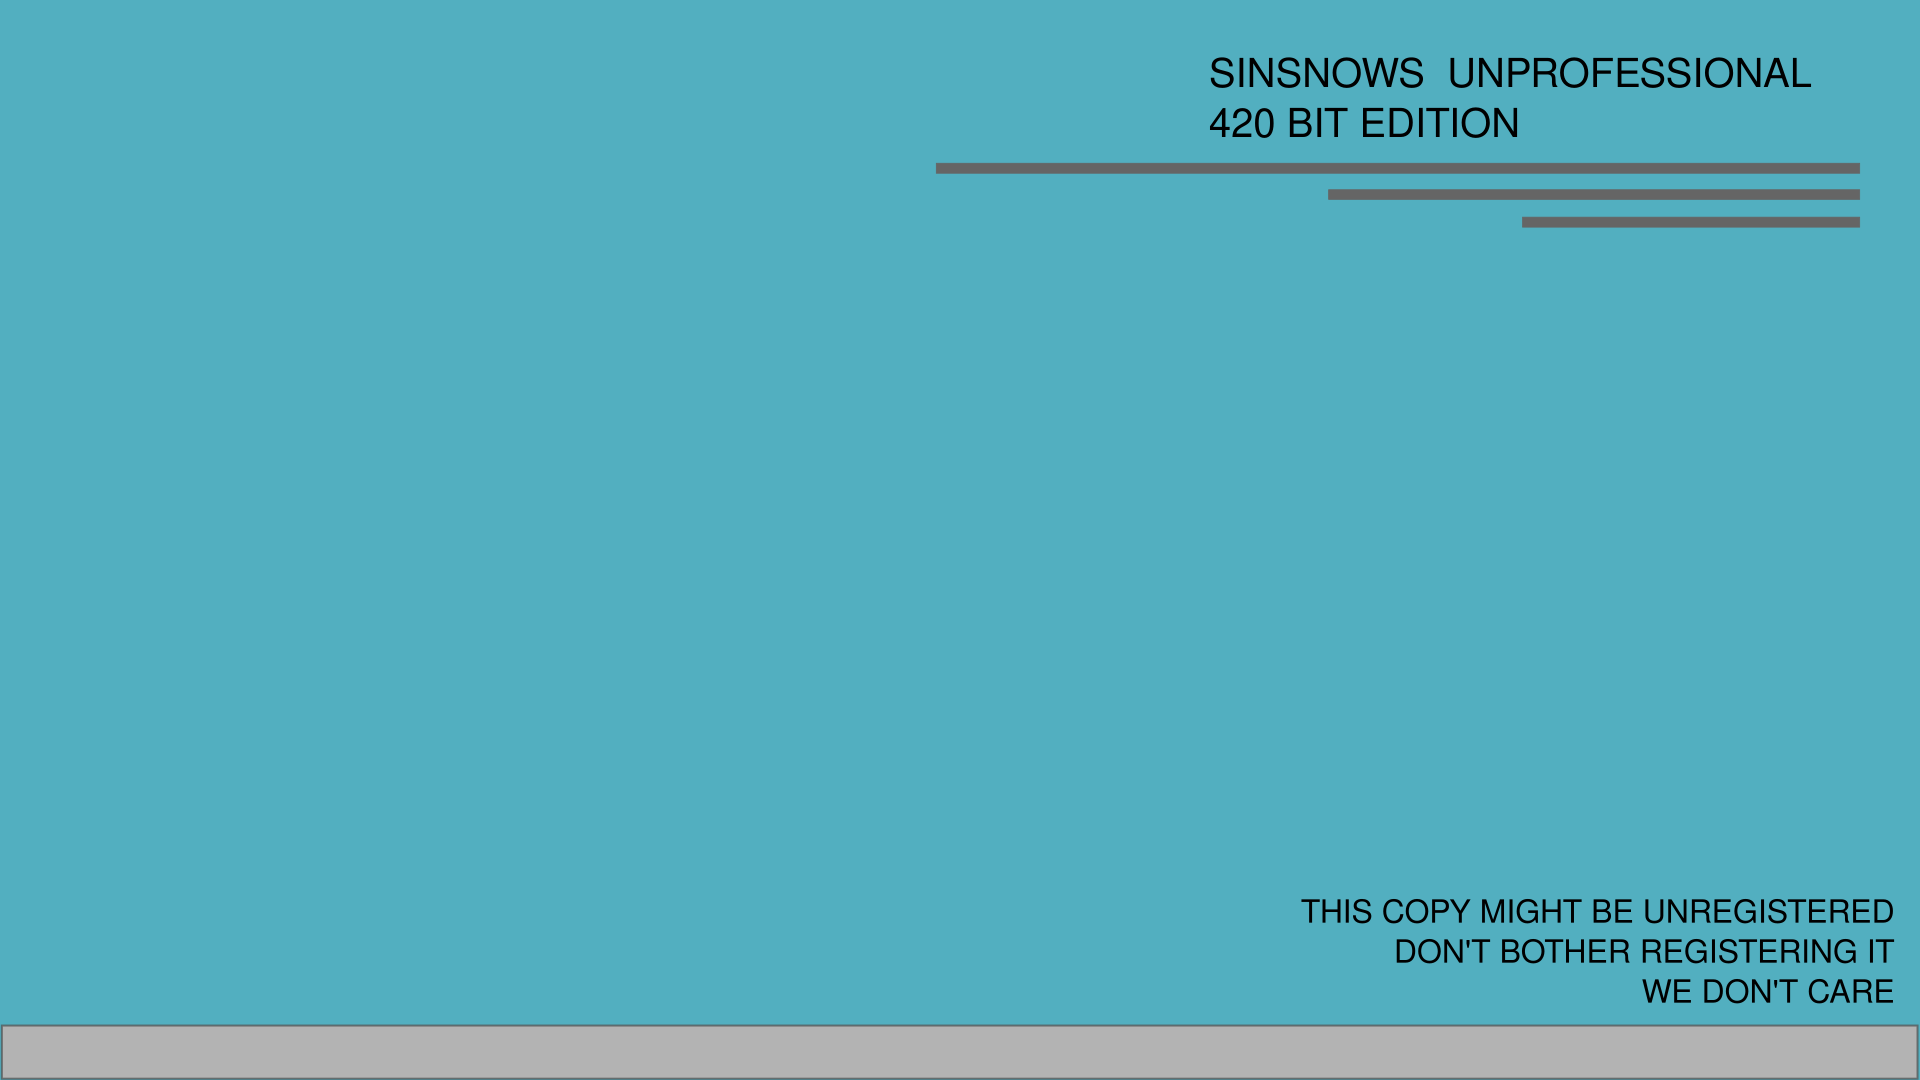 SINSNOWS  UNPROFESSIONAL
420 BIT EDITION
THIS COPY MIGHT BE UNREGISTERED
DON'T BOTHER REGISTERING IT
WE DON'T CARE